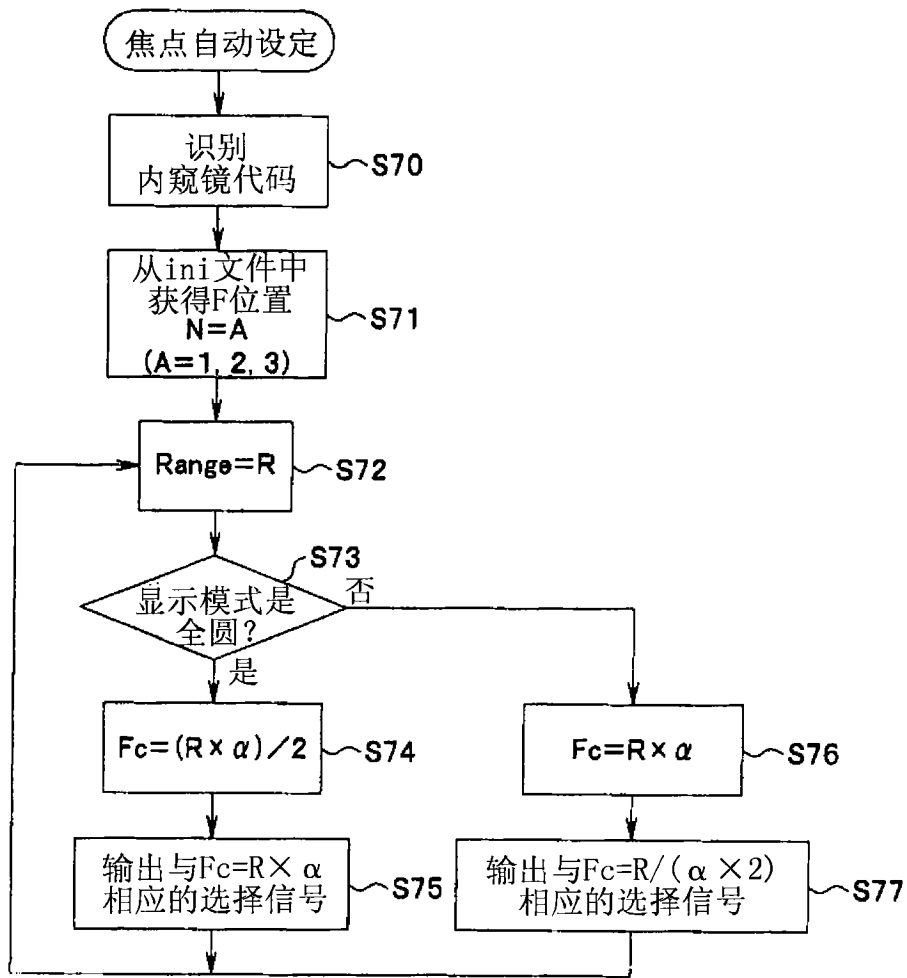 焦点自动设定
识别
内窥镜代码
S70
从ini文件中
获得F位置
N=A
(A=1, 2, 3)
S71
Range=R
S72
S73
显示模式是
全圆？
否
是
Fc=(R×α)/2
S74
Fc=R×α
S76
输出与Fc=R×α
相应的选择信号
S75
输出与Fc=R/(α×2)
相应的选择信号
S77